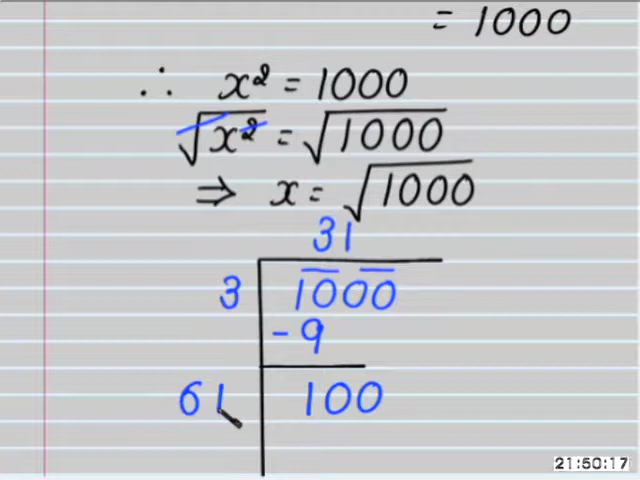 = 1000
∴ x² = 1000
√x² = √1000
⇒ x = √1000
31
3 1000
-9
61 100
21:50:17